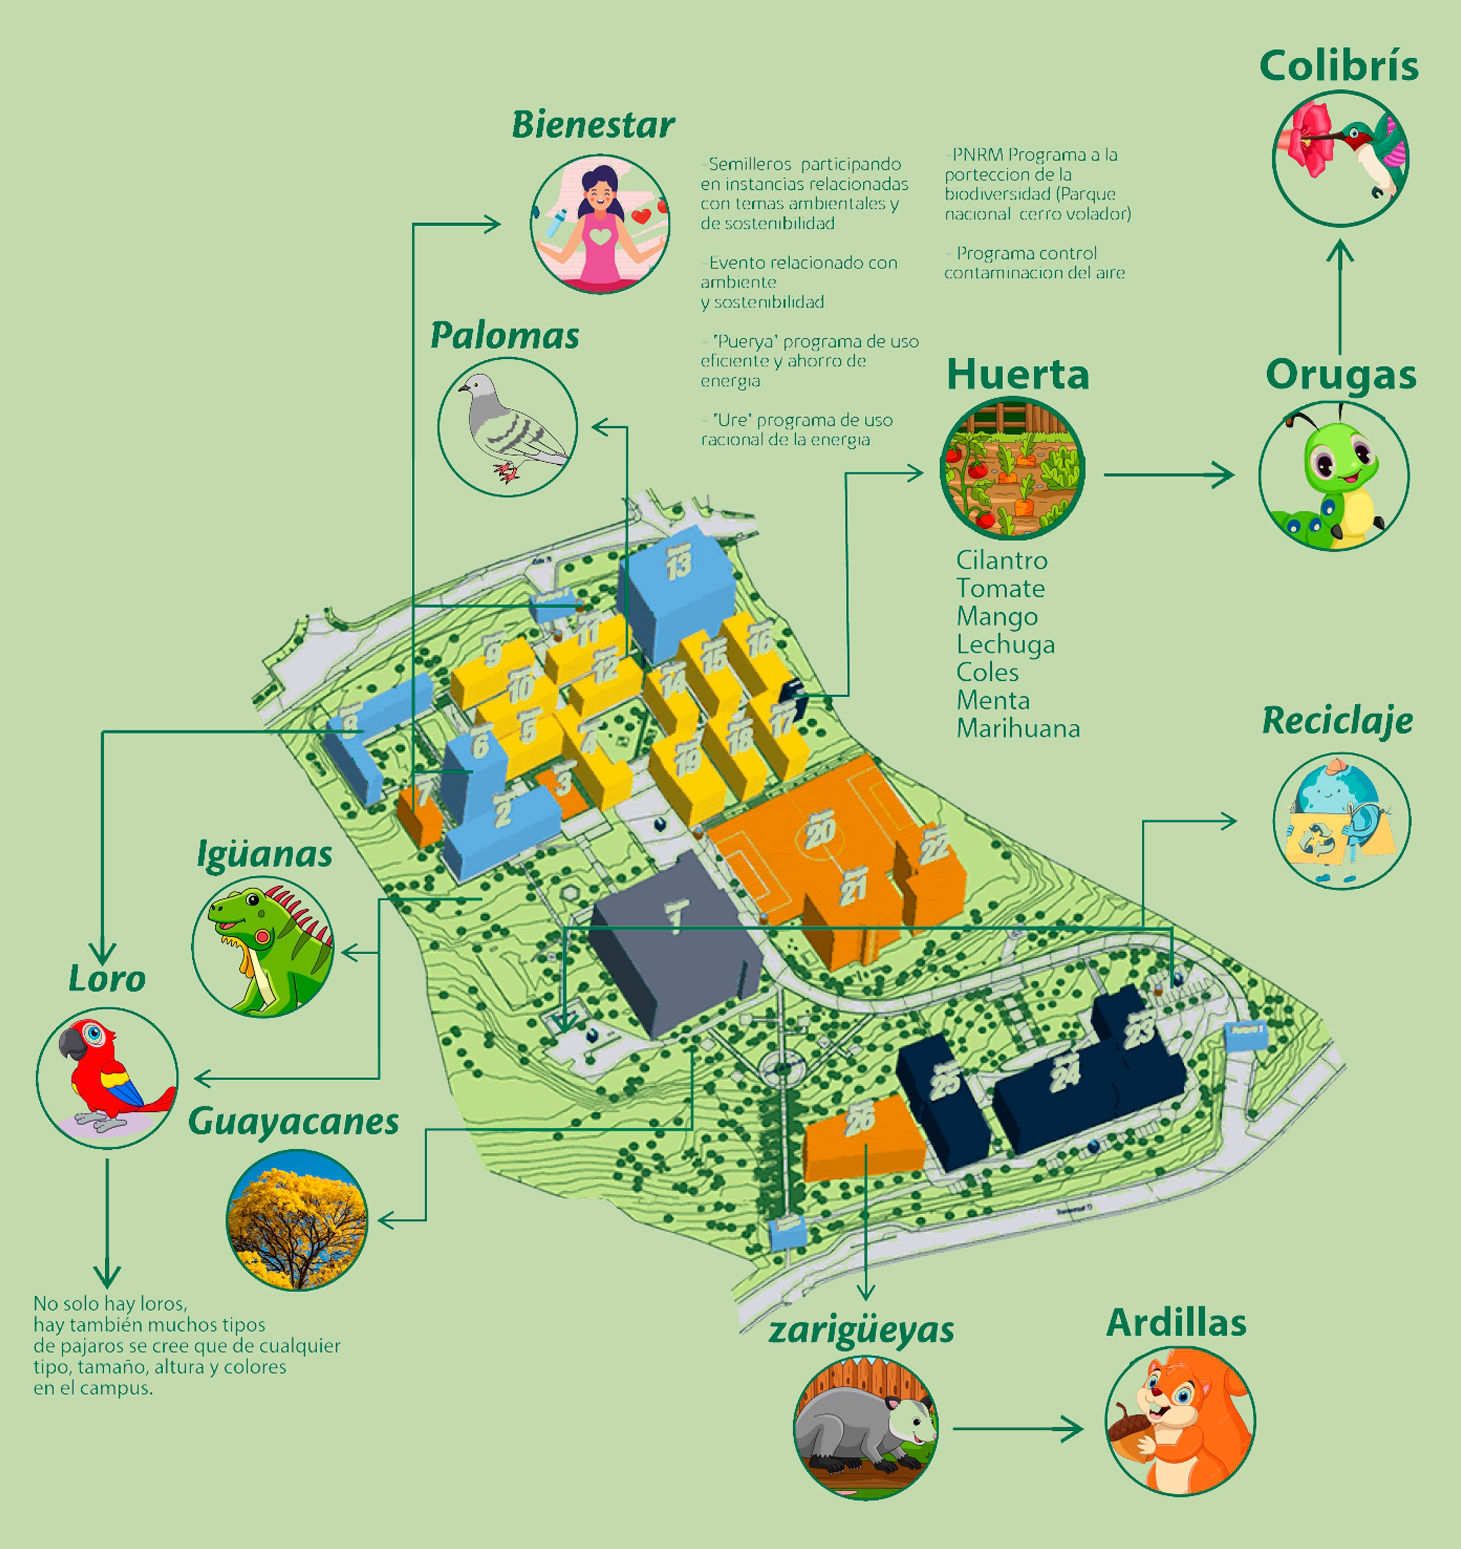 Colibrís
Bienestar
-Semilleros participando
en instancias relacionadas
con temas ambientales y
de sostenibilidad.
-Evento relacionado con
ambiente
y sostenibilidad.
- "Puerya" programa de uso
eficiente y ahorro de
energia.
- "Ure" programa de uso
racional de la energia.
-PNRM Programa a la
porteccion de la
biodiversidad (Parque
nacional cerro volador)
- Programa control
contaminacion del aire
Palomas
Huerta
Orugas
Cilantro
Tomate
Mango
Lechuga
Coles
Menta
Marihuana
13
11
9
16
15
12
10
14
8
5
6
4
17
18
19
7
3
2
20
22
21
1
23
24
25
26
Reciclaje
Igüanas
Loro
Guayacanes
No solo hay loros,
hay también muchos tipos
de pajaros se cree que de cualquier
tipo, tamaño, altura y colores
en el campus.
zarigüeyas
Ardillas